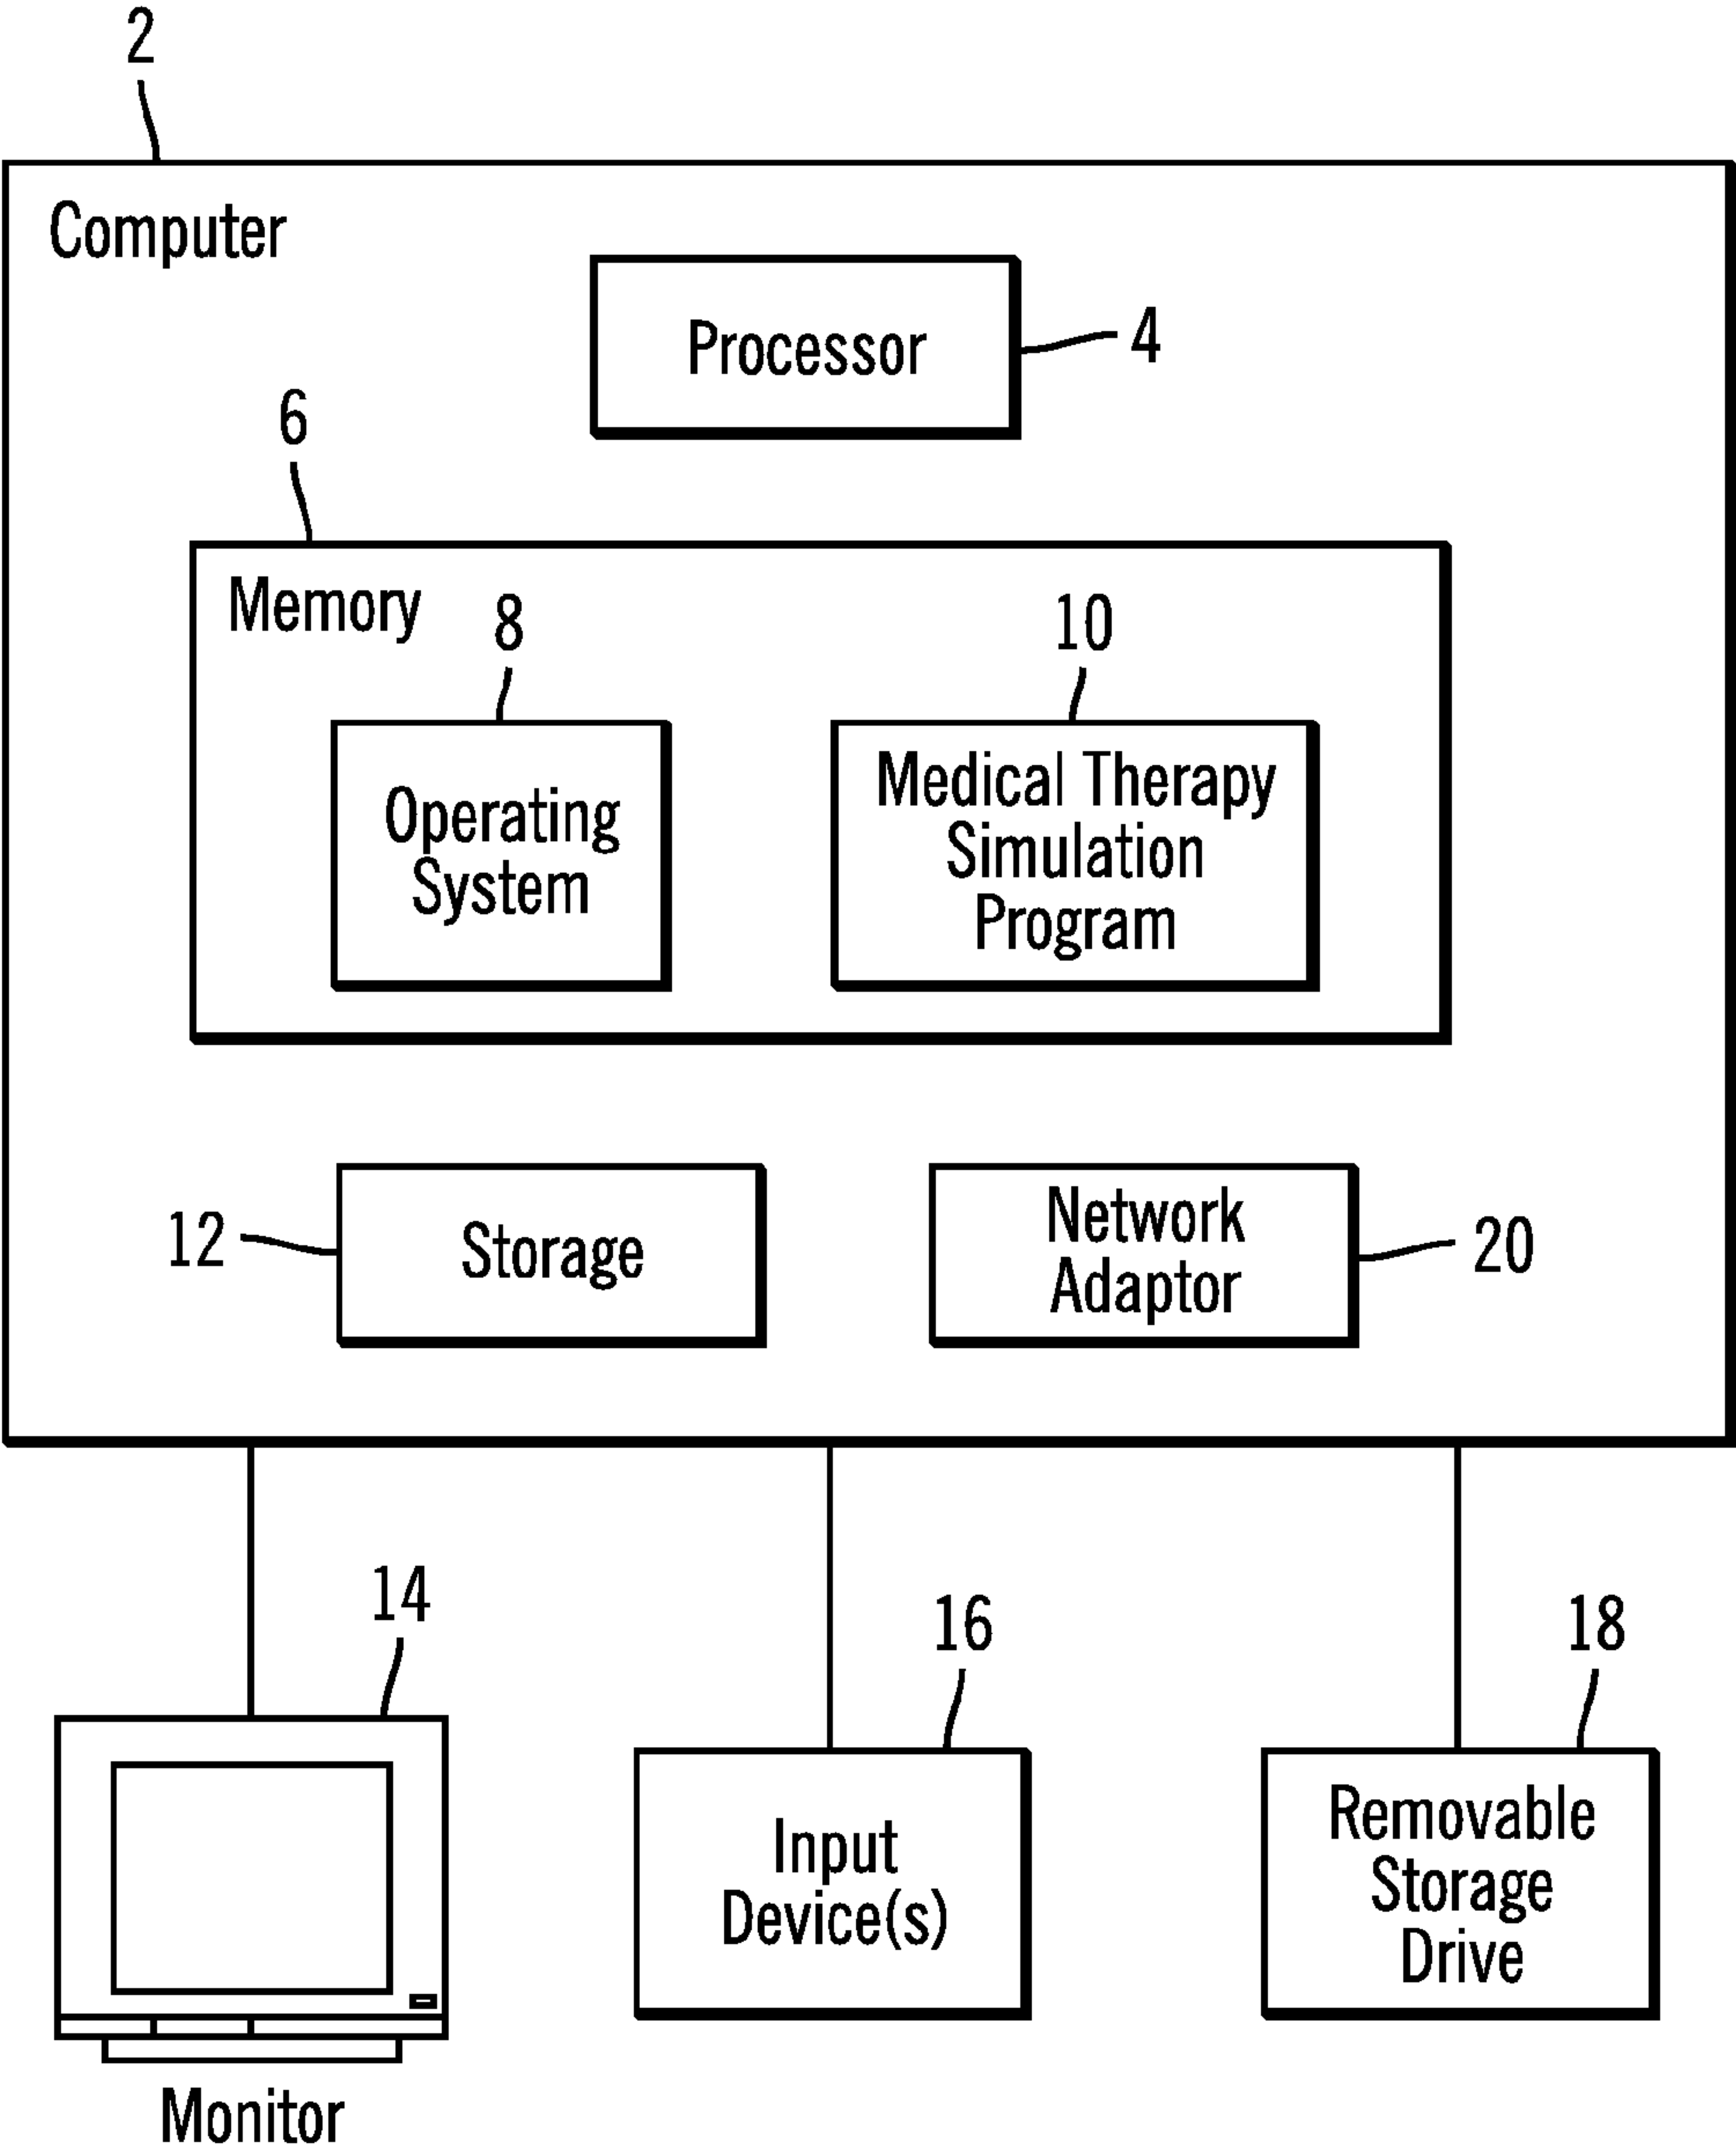 2
Computer
Processor
4
6
Memory
8
10
Operating
System
Medical Therapy
Simulation
Program
12
Storage
Network
Adaptor
20
14
16
18
Input
Device(s)
Removable
Storage
Drive
Monitor